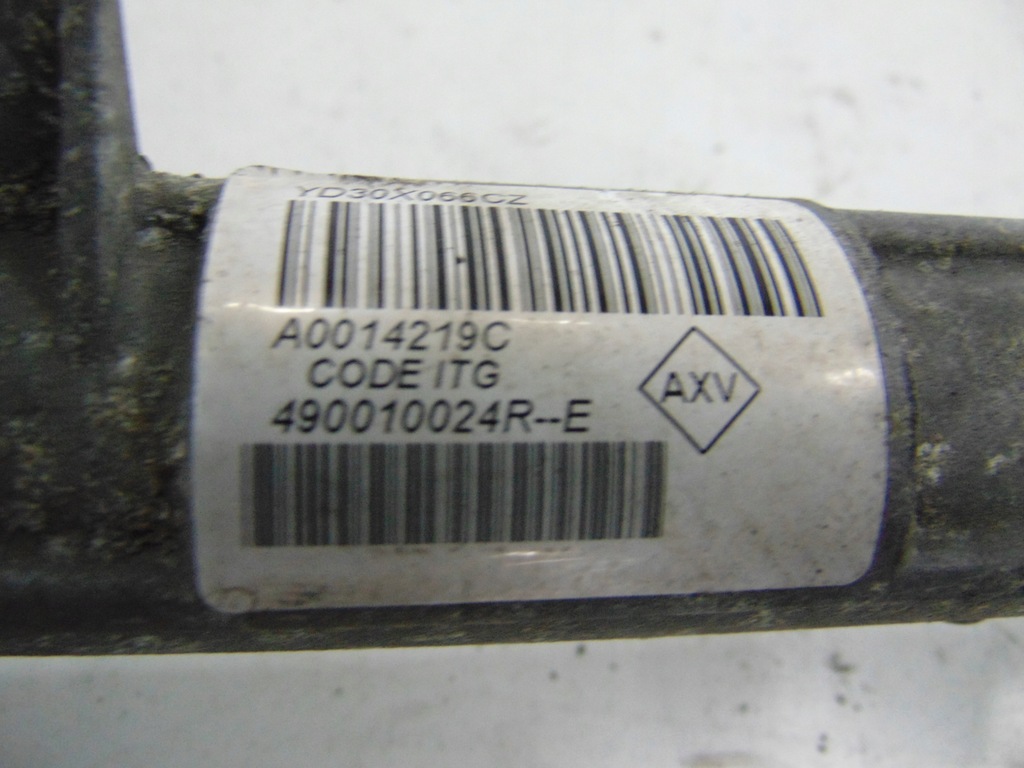 YD30X066CZ
A0014219C
CODE ITG
AXV
490010024R--E